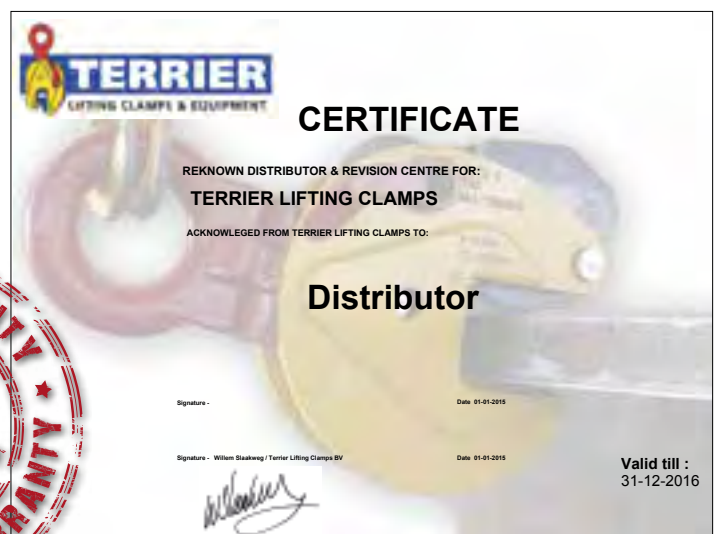 TERRIER
LIFTING CLAMPS & EQUIPMENT
CERTIFICATE
REKNOWN DISTRIBUTOR & REVISION CENTRE FOR:
TERRIER LIFTING CLAMPS
ACKNOWLEGED FROM TERRIER LIFTING CLAMPS TO:
Distributor
Signature - Date 01-01-2015
Signature - Willem Slaakweg / Terrier Lifting Clamps BV Date 01-01-2015
Valid till :
31-12-2016